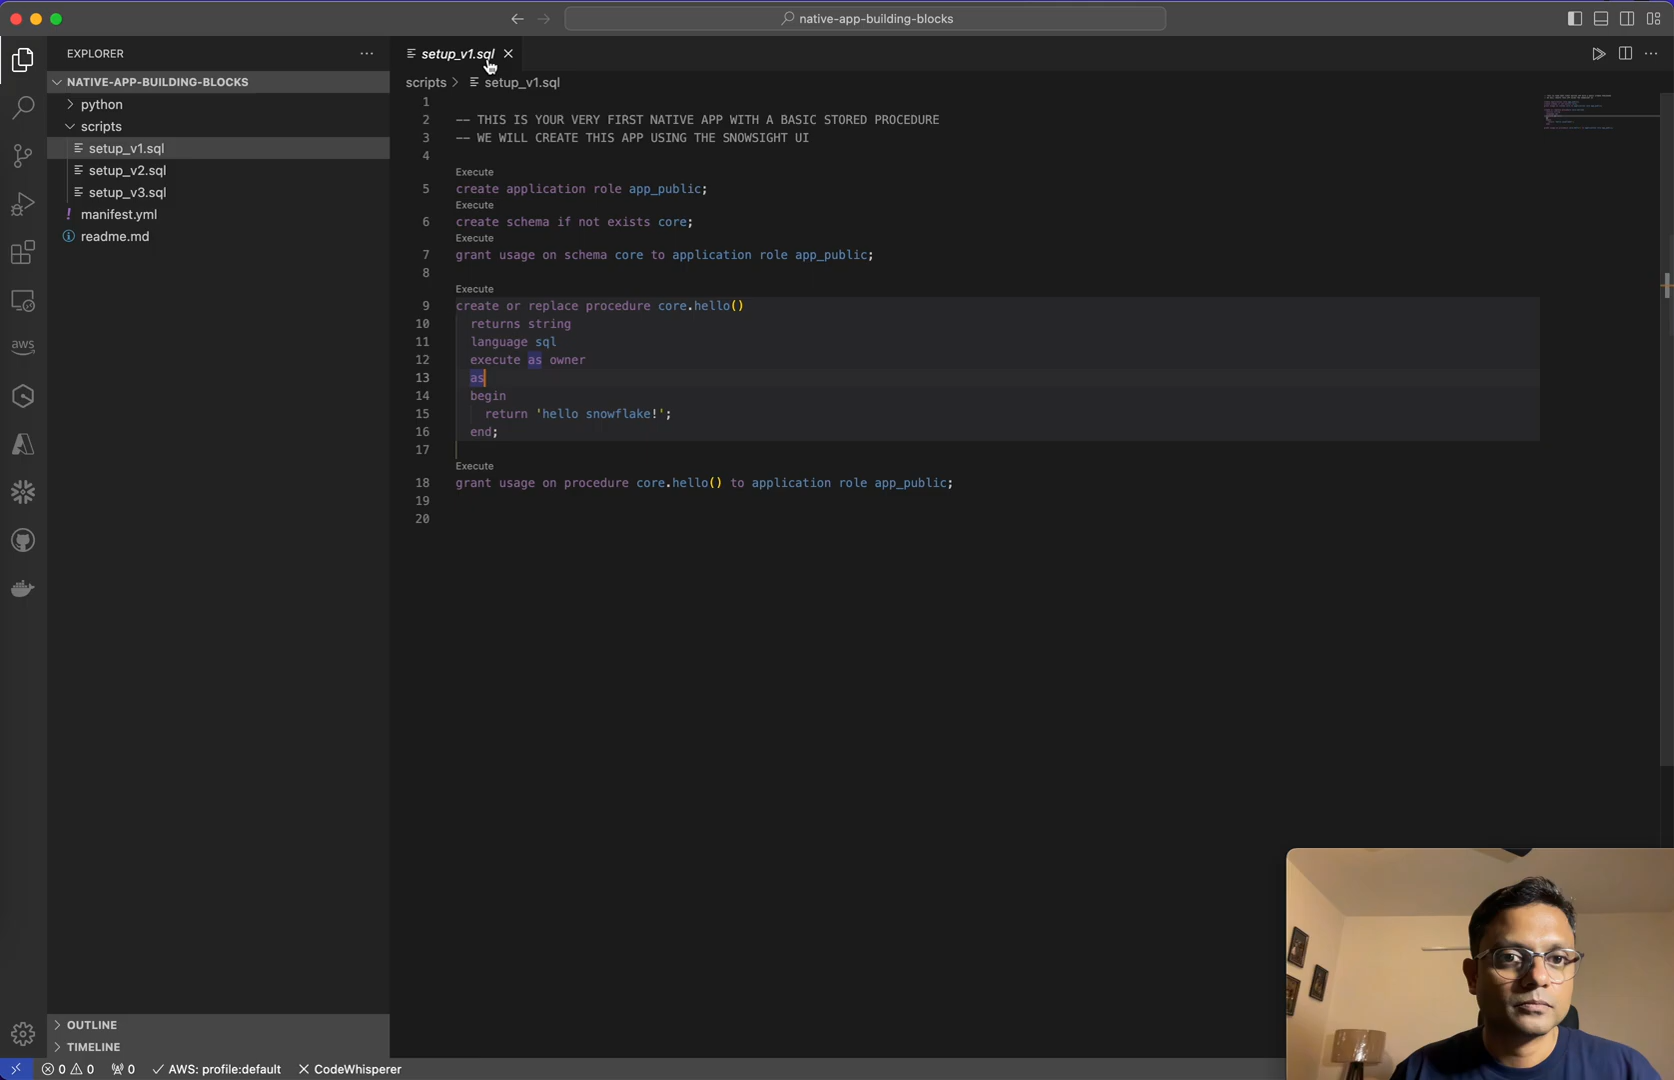 native-app-building-blocks
EXPLORER
setup_v1.sql
NATIVE-APP-BUILDING-BLOCKS
python
scripts
setup_v1.sql
setup_v2.sql
setup_v3.sql
manifest.yml
readme.md
scripts > setup_v1.sql
1
2 -- THIS IS YOUR VERY FIRST NATIVE APP WITH A BASIC STORED PROCEDURE
3 -- WE WILL CREATE THIS APP USING THE SNOWSIGHT UI
4
Execute
5 create application role app_public;
Execute
6 create schema if not exists core;
Execute
7 grant usage on schema core to application role app_public;
8
Execute
9 create or replace procedure core.hello()
10 returns string
11 language sql
12 execute as owner
13 as
14 begin
15 return 'hello snowflake!';
16 end;
17
Execute
18 grant usage on procedure core.hello() to application role app_public;
19
20
aws
OUTLINE
TIMELINE
0 0 0 AWS: profile:default CodeWhisperer